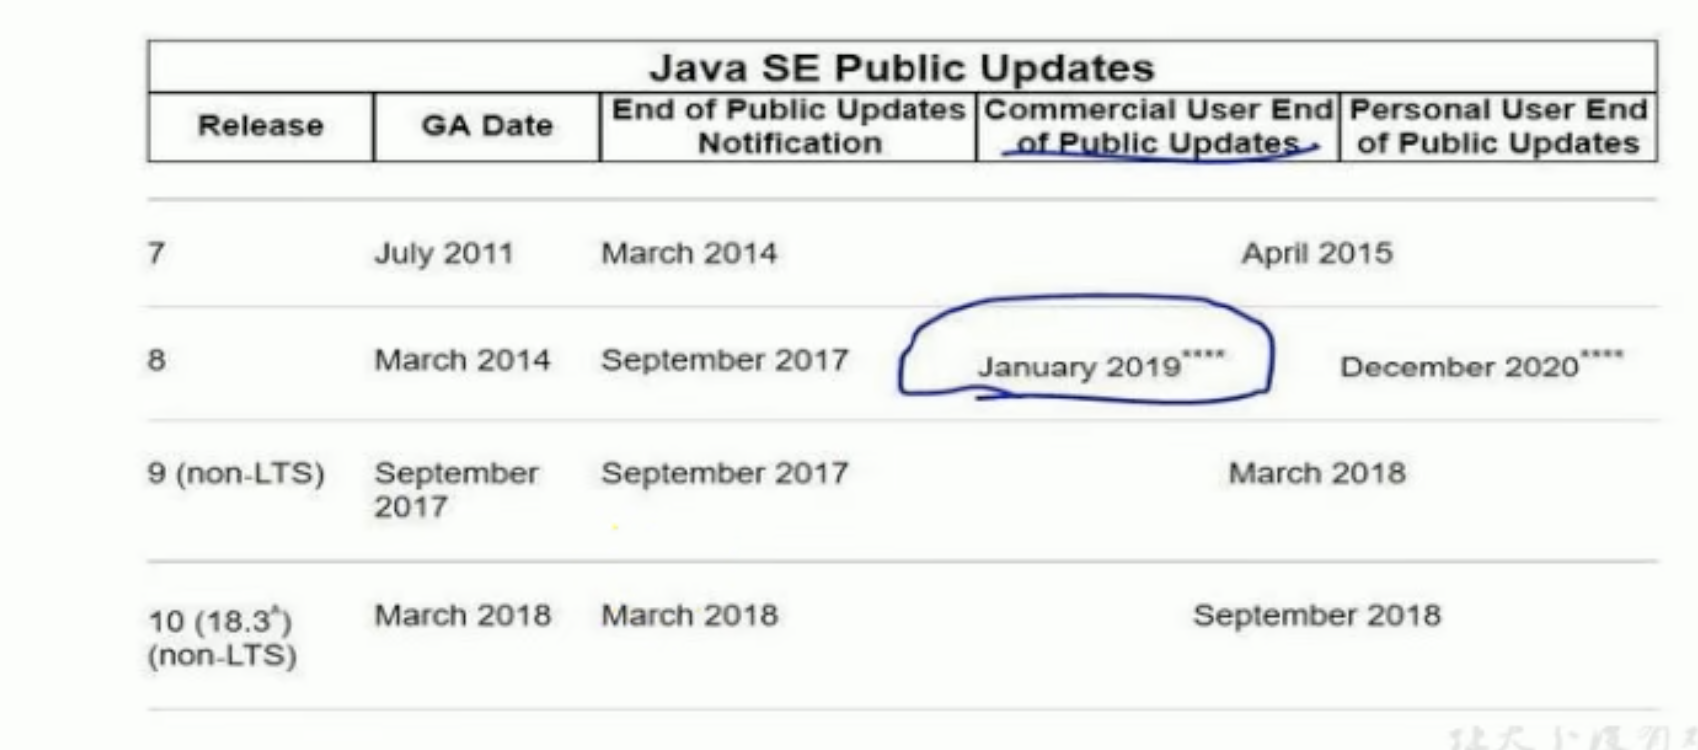 Java SE Public Updates
Release GA Date End of Public Updates Notification Commercial User End of Public Updates Personal User End of Public Updates
7 July 2011 March 2014 April 2015
8 March 2014 September 2017 January 2019**** December 2020****
9 (non-LTS) September 2017 September 2017 March 2018
10 (18.3^) (non-LTS) March 2018 March 2018 September 2018